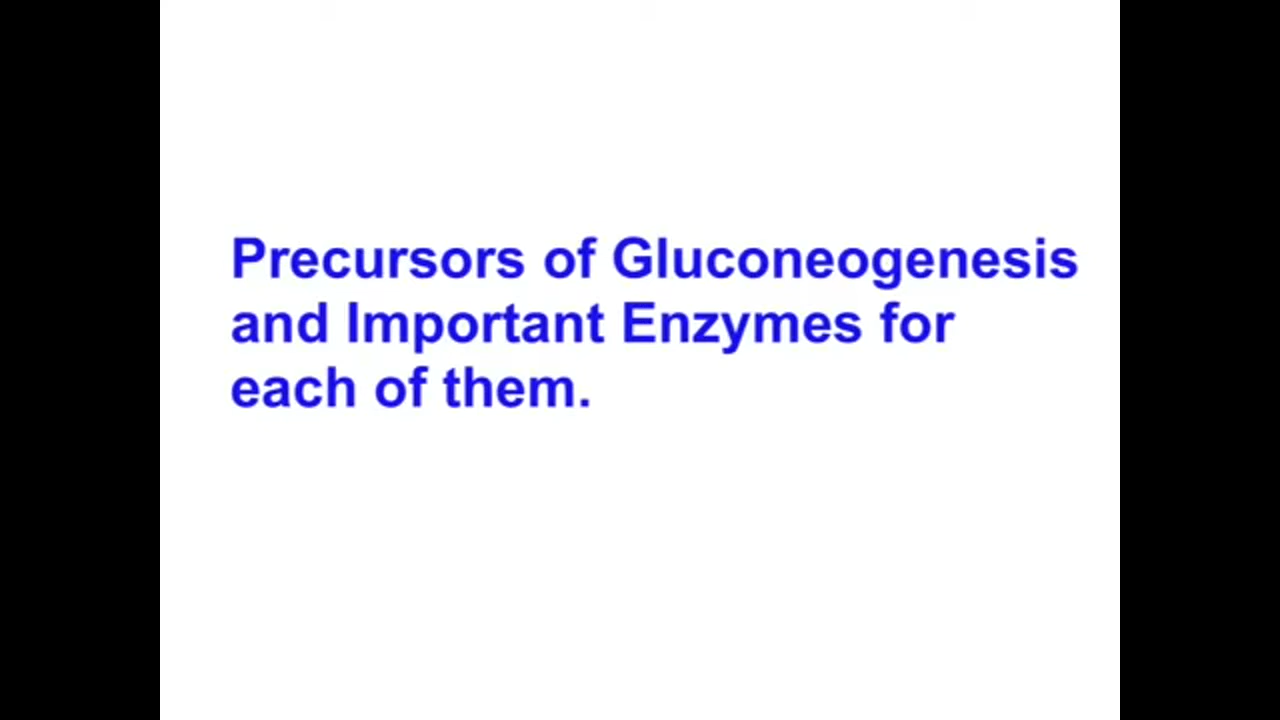 Precursors of Gluconeogenesis
and Important Enzymes for
each of them.